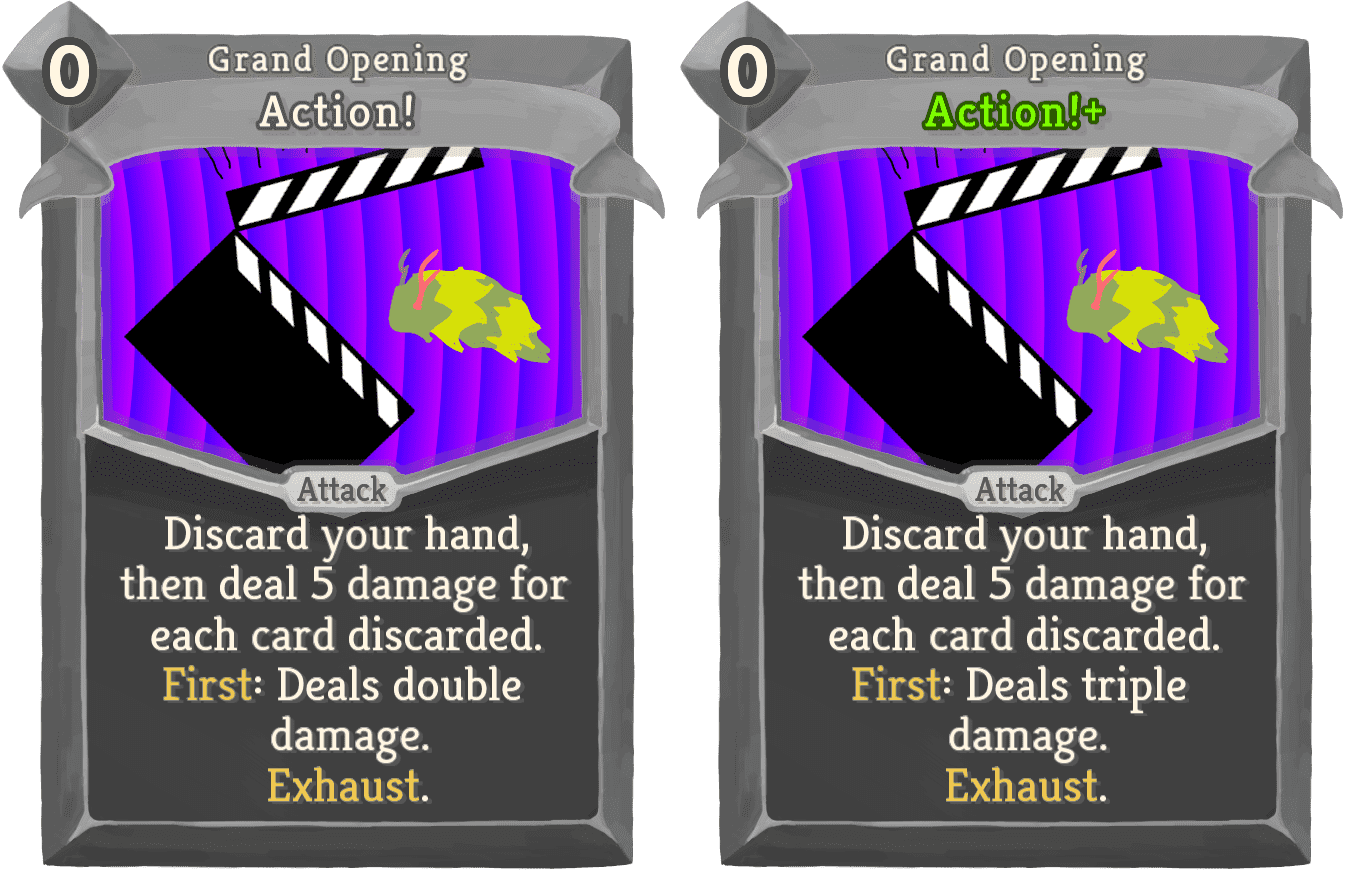 0
Grand Opening
Action!
Attack
Discard your hand,
then deal 5 damage for
each card discarded.
First: Deals double
damage.
Exhaust.
0
Grand Opening
Action!+
Attack
Discard your hand,
then deal 5 damage for
each card discarded.
First: Deals triple
damage.
Exhaust.